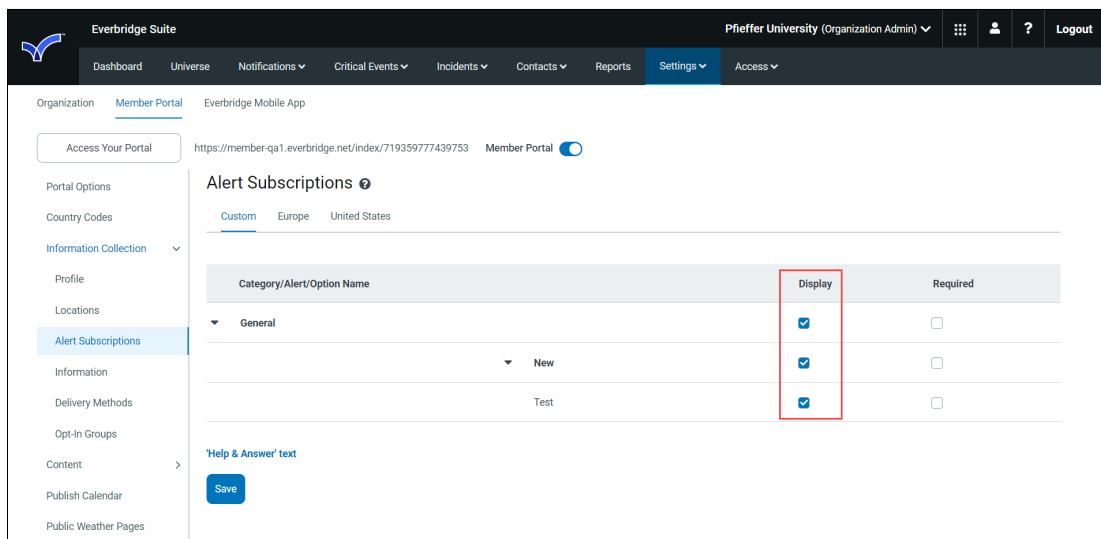 Everbridge Suite
Pfieffer University (Organization Admin)
?
Logout
Dashboard Universe Notifications Critical Events Incidents Contacts Reports Settings Access
Organization Member Portal Everbridge Mobile App
Access Your Portal https://member-qa1.everbridge.net/index/719359777439753 Member Portal
Portal Options
Country Codes
Information Collection
Profile
Locations
Alert Subscriptions
Information
Delivery Methods
Opt-In Groups
Content
Publish Calendar
Public Weather Pages
Alert Subscriptions ?
Custom Europe United States
Category/Alert/Option Name Display Required
General
New
Test
'Help & Answer' text
Save